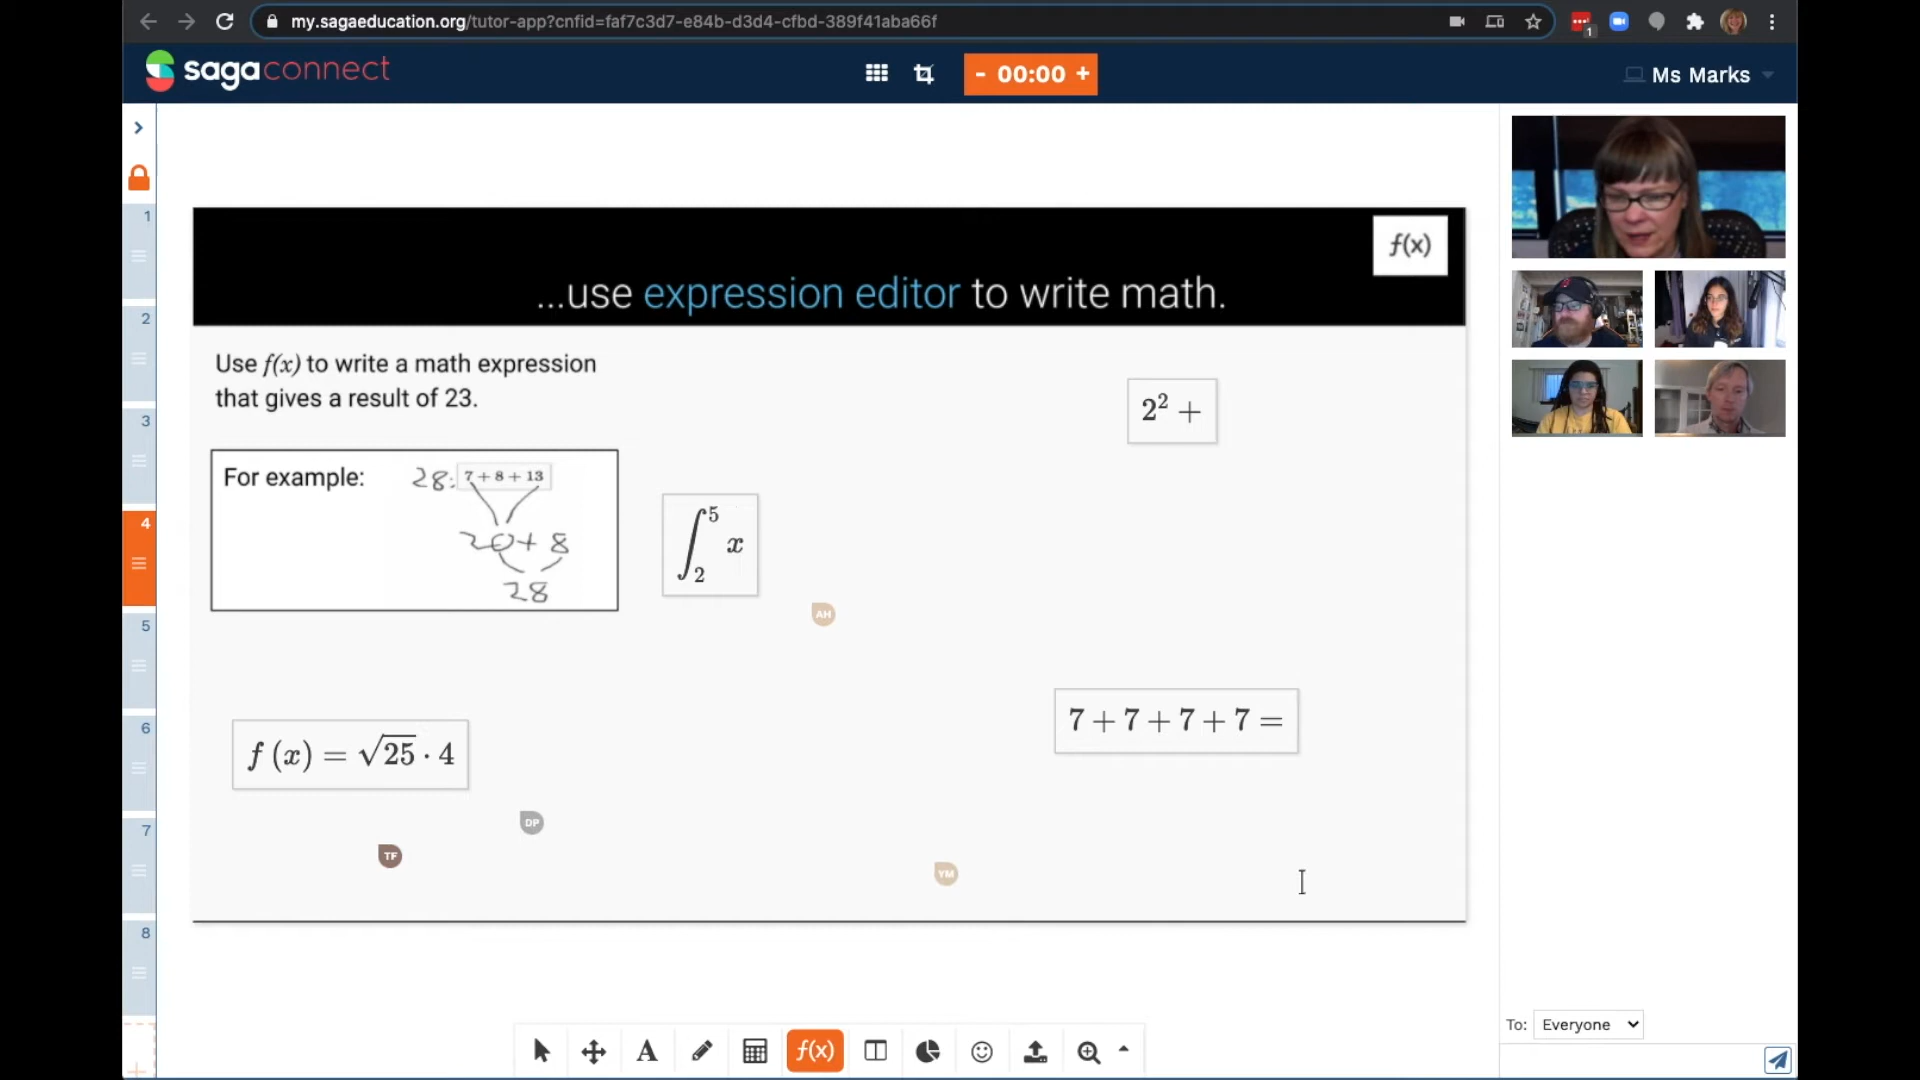 my.sagaeducation.org/tutor-app?cnfid=faf7c3d7-e84b-d3d4-cfbd-389f41aba66f
1
sagaconnect
- 00:00 +
Ms Marks
1
2
3
4
5
6
7
8
f(x)
...use expression editor to write math.
Use f(x) to write a math expression
that gives a result of 23.
For example:
28: 7 + 8 + 13
20 + 8
28
2² +
∫₂⁵ x
AH
7 + 7 + 7 + 7 =
f (x) = √25 · 4
DP
TF
YM
A
f(x)
To: Everyone